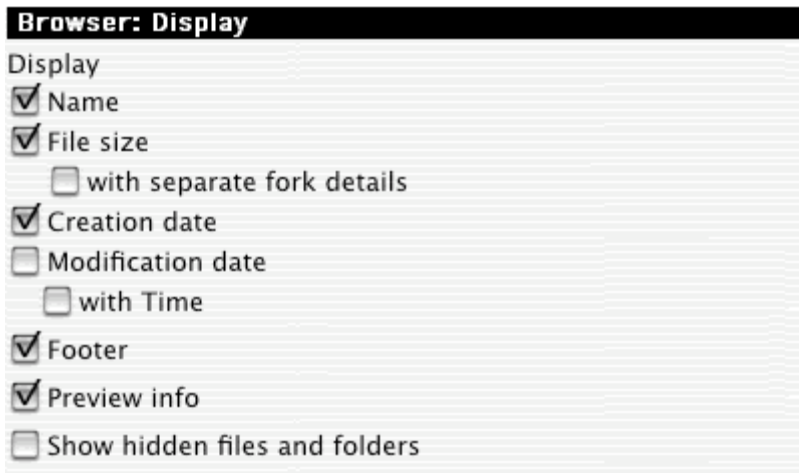 Browser: Display
Display
Name
File size
with separate fork details
Creation date
Modification date
with Time
Footer
Preview info
Show hidden files and folders